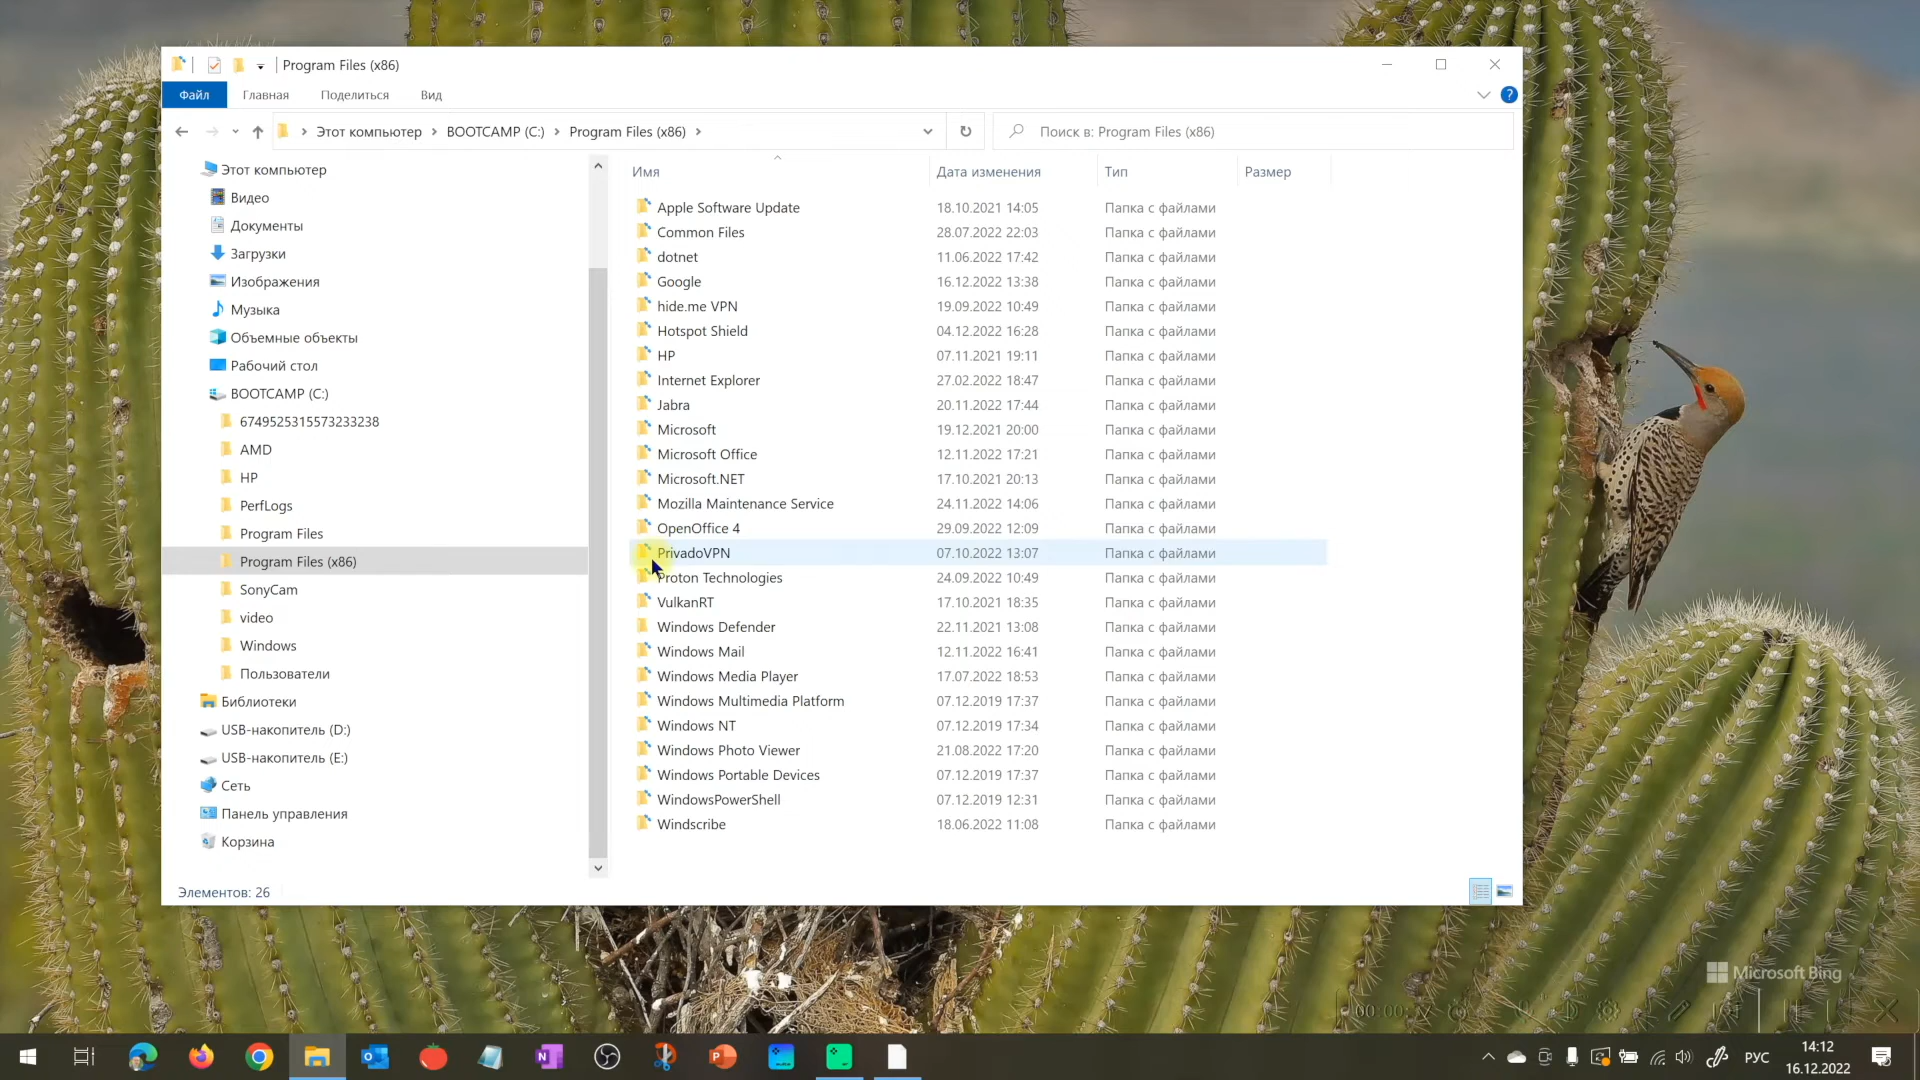 Program Files (x86)
Файл Главная Поделиться Вид
Этот компьютер BOOTCAMP (C:) Program Files (x86)
Поиск в: Program Files (x86)
Этот компьютер
Видео
Документы
Загрузки
Изображения
Музыка
Объемные объекты
Рабочий стол
BOOTCAMP (C:)
6749525315573233238
AMD
HP
PerfLogs
Program Files
Program Files (x86)
SonyCam
video
Windows
Пользователи
Библиотеки
USB-накопитель (D:)
USB-накопитель (E:)
Сеть
Панель управления
Корзина
Имя Дата изменения Тип Размер
Apple Software Update 18.10.2021 14:05 Папка с файлами
Common Files 28.07.2022 22:03 Папка с файлами
dotnet 11.06.2022 17:42 Папка с файлами
Google 16.12.2022 13:38 Папка с файлами
hide.me VPN 19.09.2022 10:49 Папка с файлами
Hotspot Shield 04.12.2022 16:28 Папка с файлами
HP 07.11.2021 19:11 Папка с файлами
Internet Explorer 27.02.2022 18:47 Папка с файлами
Jabra 20.11.2022 17:44 Папка с файлами
Microsoft 19.12.2021 20:00 Папка с файлами
Microsoft Office 12.11.2022 17:21 Папка с файлами
Microsoft.NET 17.10.2021 20:13 Папка с файлами
Mozilla Maintenance Service 24.11.2022 14:06 Папка с файлами
OpenOffice 4 29.09.2022 12:09 Папка с файлами
PrivadoVPN 07.10.2022 13:07 Папка с файлами
Proton Technologies 24.09.2022 10:49 Папка с файлами
VulkanRT 17.10.2021 18:35 Папка с файлами
Windows Defender 22.11.2021 13:08 Папка с файлами
Windows Mail 12.11.2022 16:41 Папка с файлами
Windows Media Player 17.07.2022 18:53 Папка с файлами
Windows Multimedia Platform 07.12.2019 17:37 Папка с файлами
Windows NT 07.12.2019 17:34 Папка с файлами
Windows Photo Viewer 21.08.2022 17:20 Папка с файлами
Windows Portable Devices 07.12.2019 17:37 Папка с файлами
WindowsPowerShell 07.12.2019 12:31 Папка с файлами
Windscribe 18.06.2022 11:08 Папка с файлами
Элементов: 26
Microsoft Bing
РУС
14:12
16.12.2022